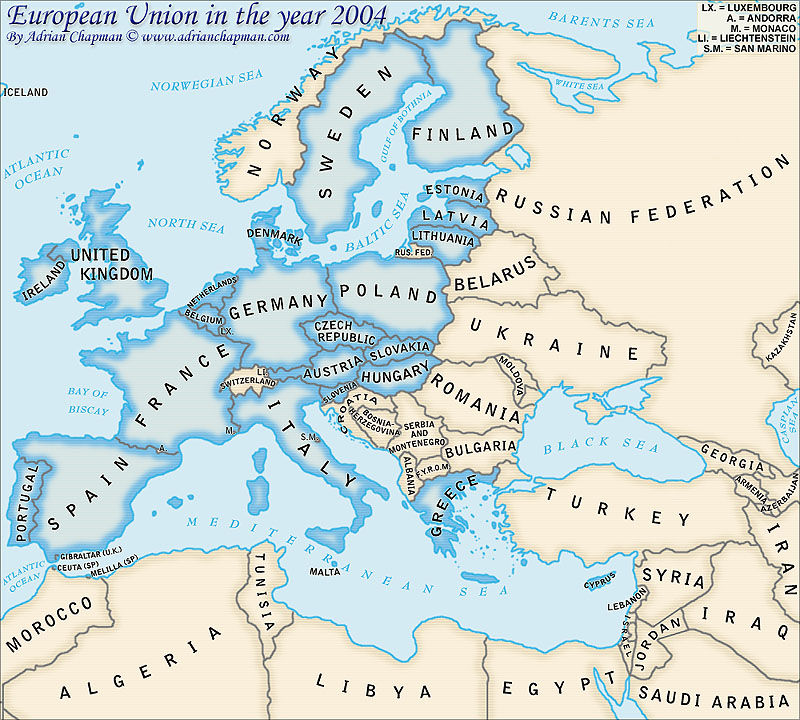 European Union in the year 2004
By Adrian Chapman © www.adrianchapman.com
LX. = LUXEMBOURG
A. = ANDORRA
M. = MONACO
LI. = LIECHTENSTEIN
S.M. = SAN MARINO
BARENTS SEA
NORWEGIAN SEA
WHITE SEA
ICELAND
NORWAY
SWEDEN
GULF OF BOTHNIA
FINLAND
ATLANTIC
OCEAN
RUSSIAN FEDERATION
ESTONIA
LATVIA
LITHUANIA
RUS. FED.
NORTH SEA
BALTIC SEA
DENMARK
UNITED
KINGDOM
IRELAND
NETHERLANDS
BELGIUM
LX.
GERMANY
POLAND
BELARUS
UKRAINE
KAZAKHSTAN
CZECH
REPUBLIC
SLOVAKIA
AUSTRIA
HUNGARY
LI.
SWITZERLAND
FRANCE
MOLDOVA
ROMANIA
SLOVENIA
CROATIA
BOSNIA-
HERZEGOVINA
SERBIA
AND
MONTENEGRO
BAY OF
BISCAY
ITALY
M.
S.M.
A.
BULGARIA
BLACK SEA
CASPIAN
SEA
GEORGIA
ARMENIA
AZERBAIJAN
ALBANIA
F.Y.R.O.M
GREECE
TURKEY
PORTUGAL
SPAIN
MEDITERRANEAN SEA
IRAN
GIBRALTAR (U.K.)
CEUTA (SP)
MELILLA (SP)
ATLANTIC
OCEAN
MALTA
CYPRUS
SYRIA
LEBANON
IRAQ
ISRAEL
JORDAN
MOROCCO
ALGERIA
TUNISIA
LIBYA
EGYPT
SAUDI ARABIA